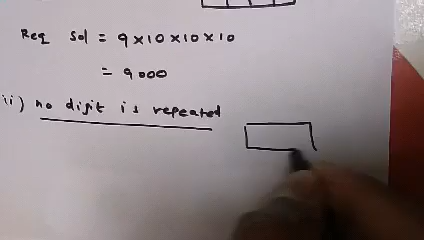 Req sol = 9 × 10 × 10 × 10
= 9000
ii) no digit is repeated